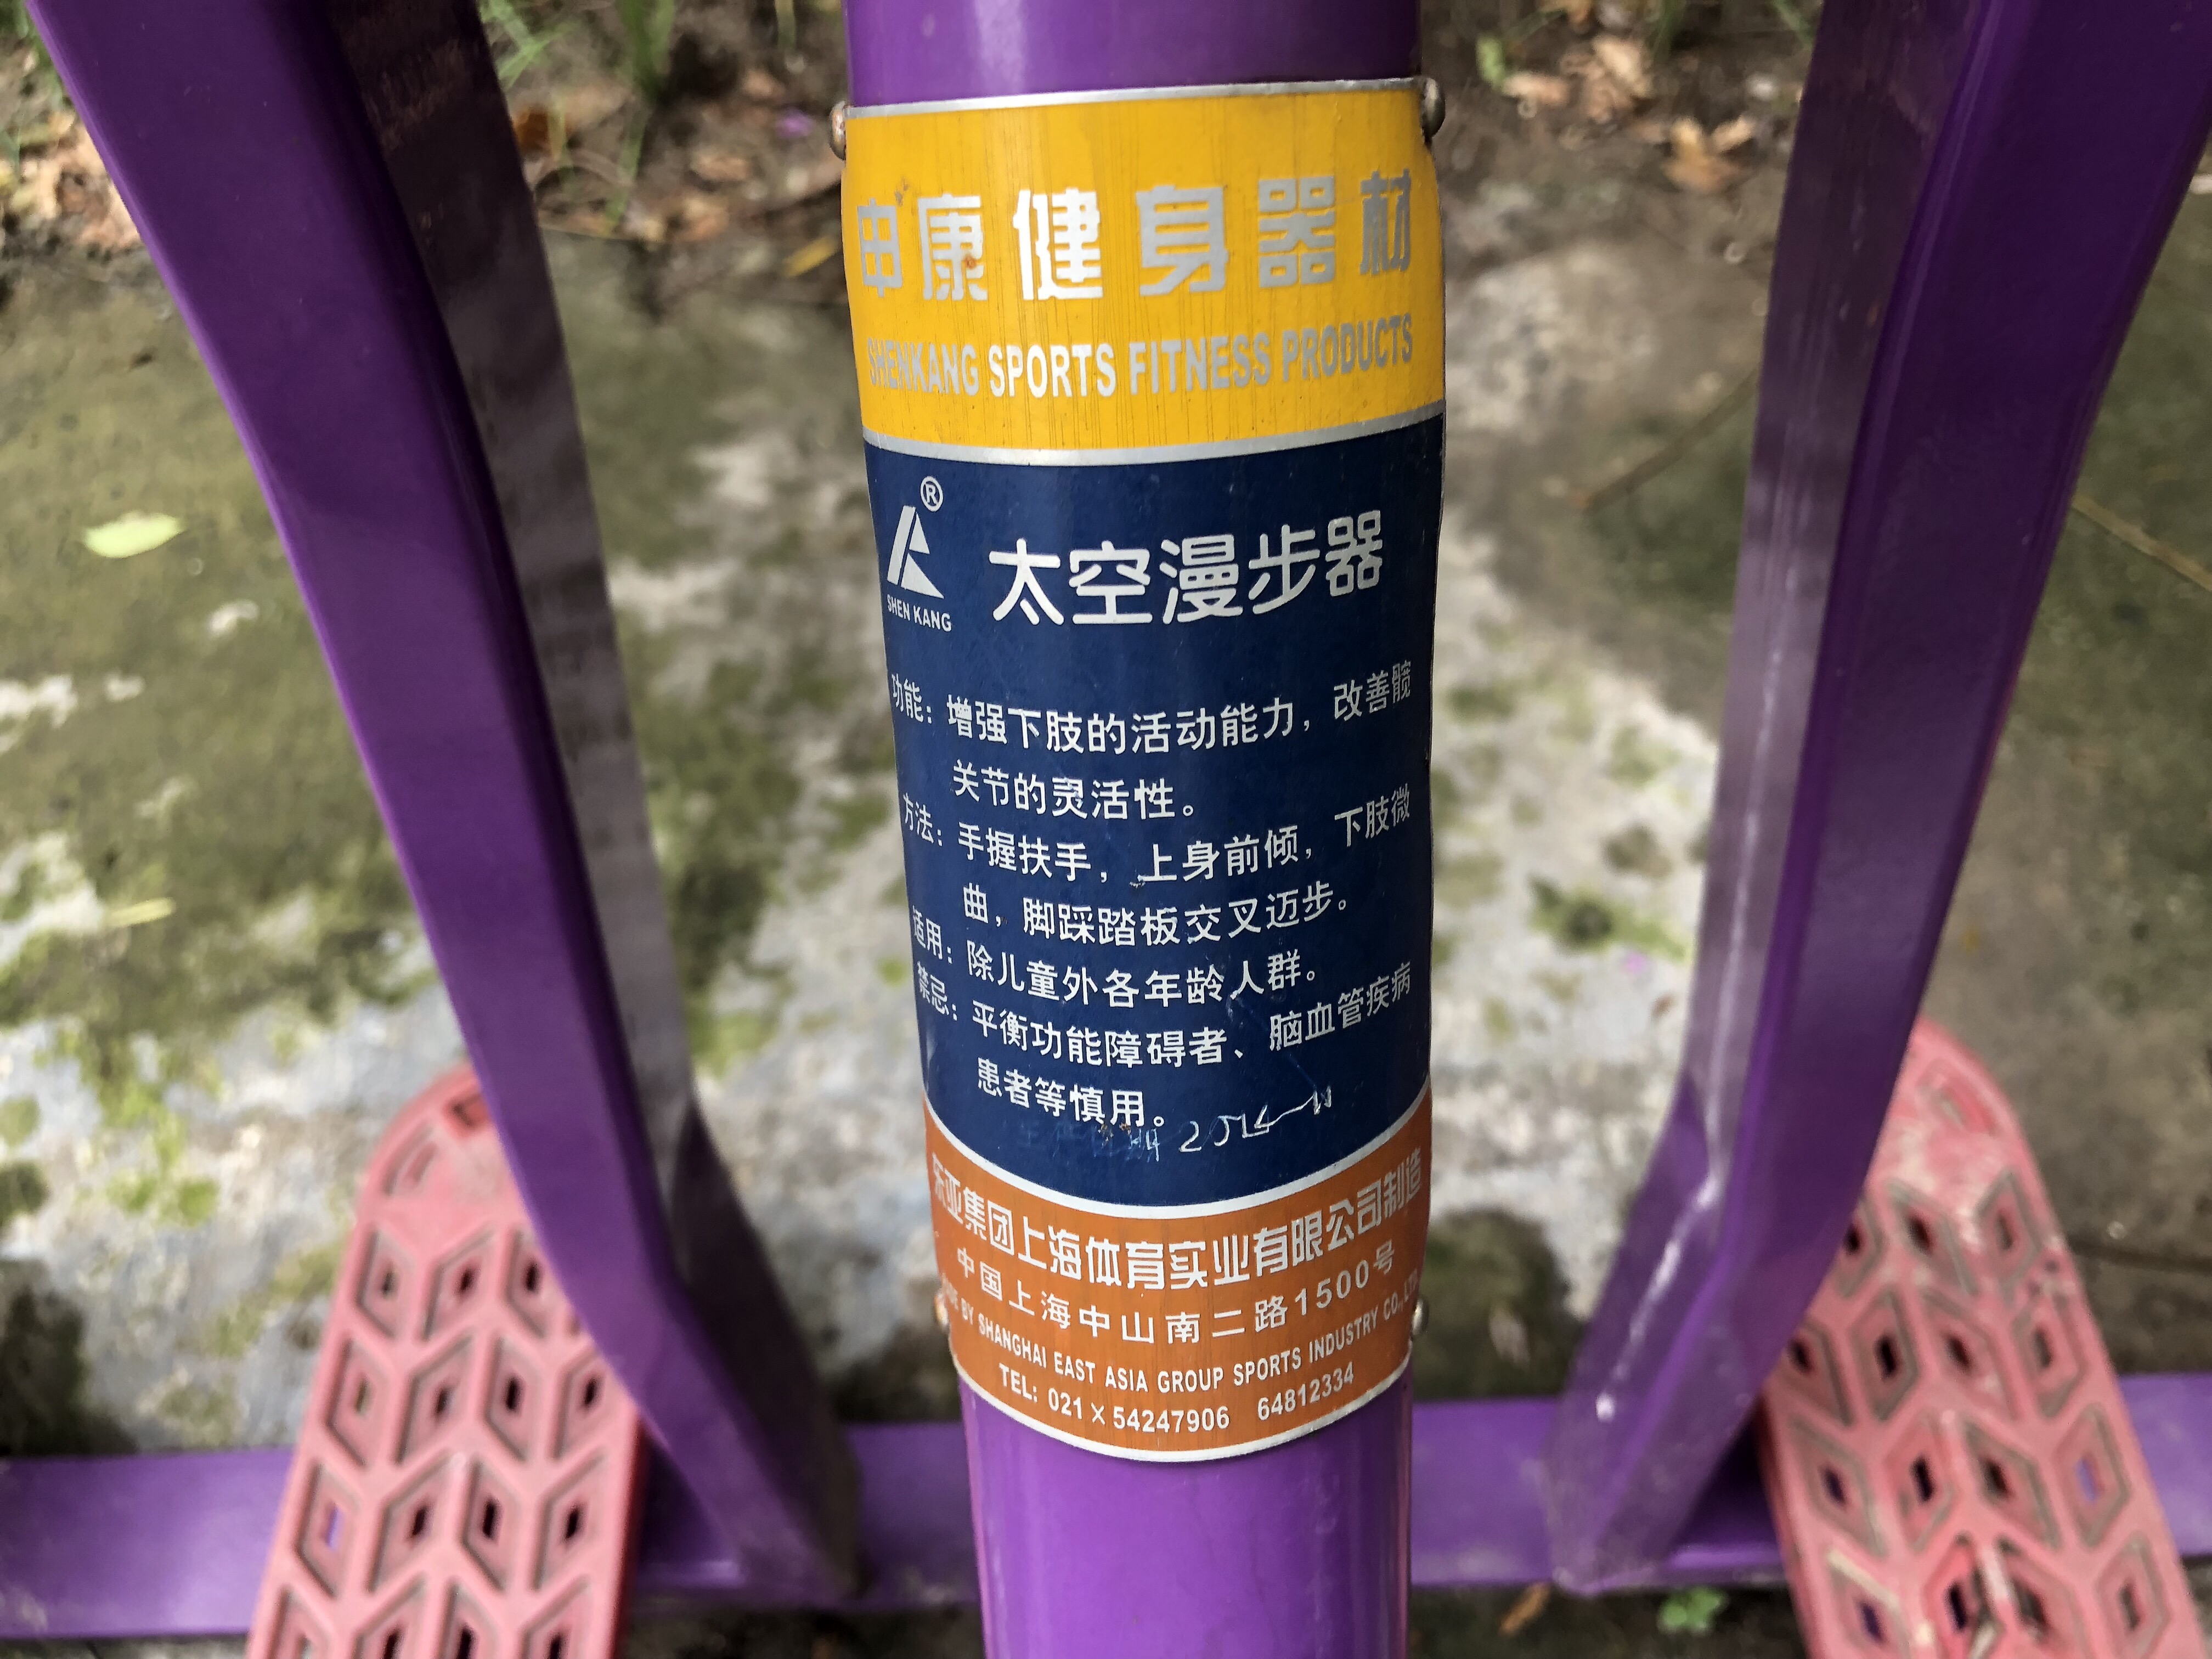 申康健身器材
SHENKANG SPORTS FITNESS PRODUCTS
®
SHEN KANG
太空漫步器
功能：增强下肢的活动能力，改善髋
关节的灵活性。
方法：手握扶手，上身前倾，下肢微
曲，脚踩踏板交叉迈步。
适用：除儿童外各年龄人群。
禁忌：平衡功能障碍者、脑血管疾病
患者等慎用。
东亚集团上海体育实业有限公司制造
中国上海中山南二路1500号
MADE BY SHANGHAI EAST ASIA GROUP SPORTS INDUSTRY CO.,LTD
TEL: 021×54247906 64812334